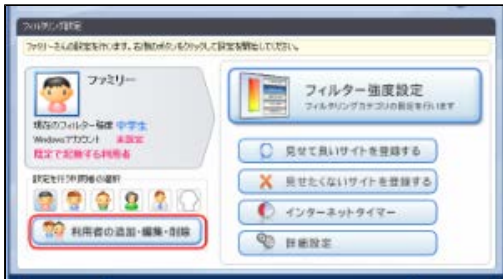 フィルタリング設定
ファミリーさんの設定を行います。右側のボタンをクリックして設定を開始してください。
ファミリー
現在のフィルター強度 中学生
Windowsアカウント 未設定
既定で起動する利用者
設定を行う利用者の選択
利用者の追加・編集・削除
フィルター強度設定
フィルタリングカテゴリの設定を行います
見せて良いサイトを登録する
見せたくないサイトを登録する
インターネットタイマー
詳細設定